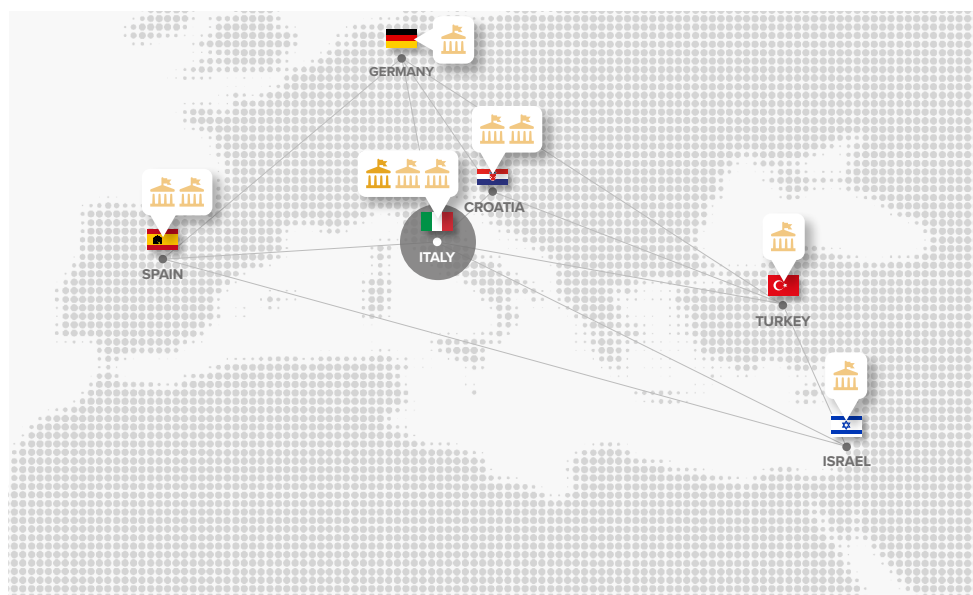 GERMANY
CROATIA
ITALY
SPAIN
TURKEY
ISRAEL